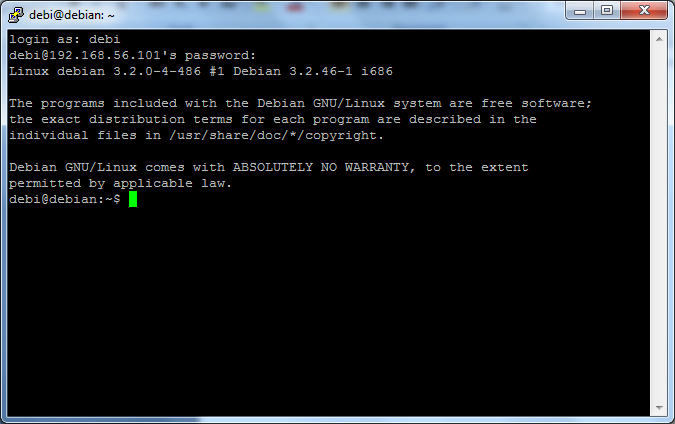 debi@debian: ~
login as: debi
debi@192.168.56.101's password:
Linux debian 3.2.0-4-486 #1 Debian 3.2.46-1 i686
The programs included with the Debian GNU/Linux system are free software;
the exact distribution terms for each program are described in the
individual files in /usr/share/doc/*/copyright.
Debian GNU/Linux comes with ABSOLUTELY NO WARRANTY, to the extent
permitted by applicable law.
debi@debian:~$